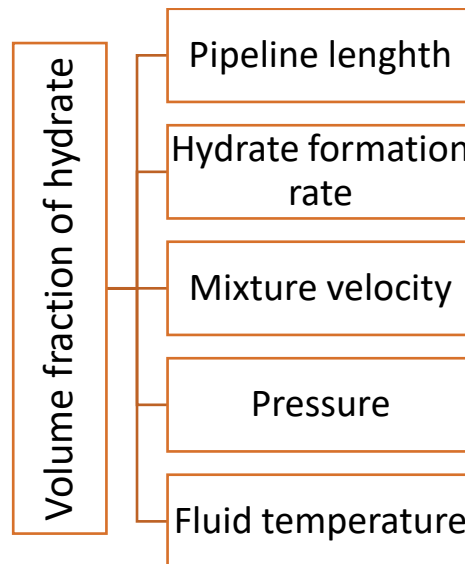 Volume fraction of hydrate
Pipeline lenghth
Hydrate formation
rate
Mixture velocity
Pressure
Fluid temperature